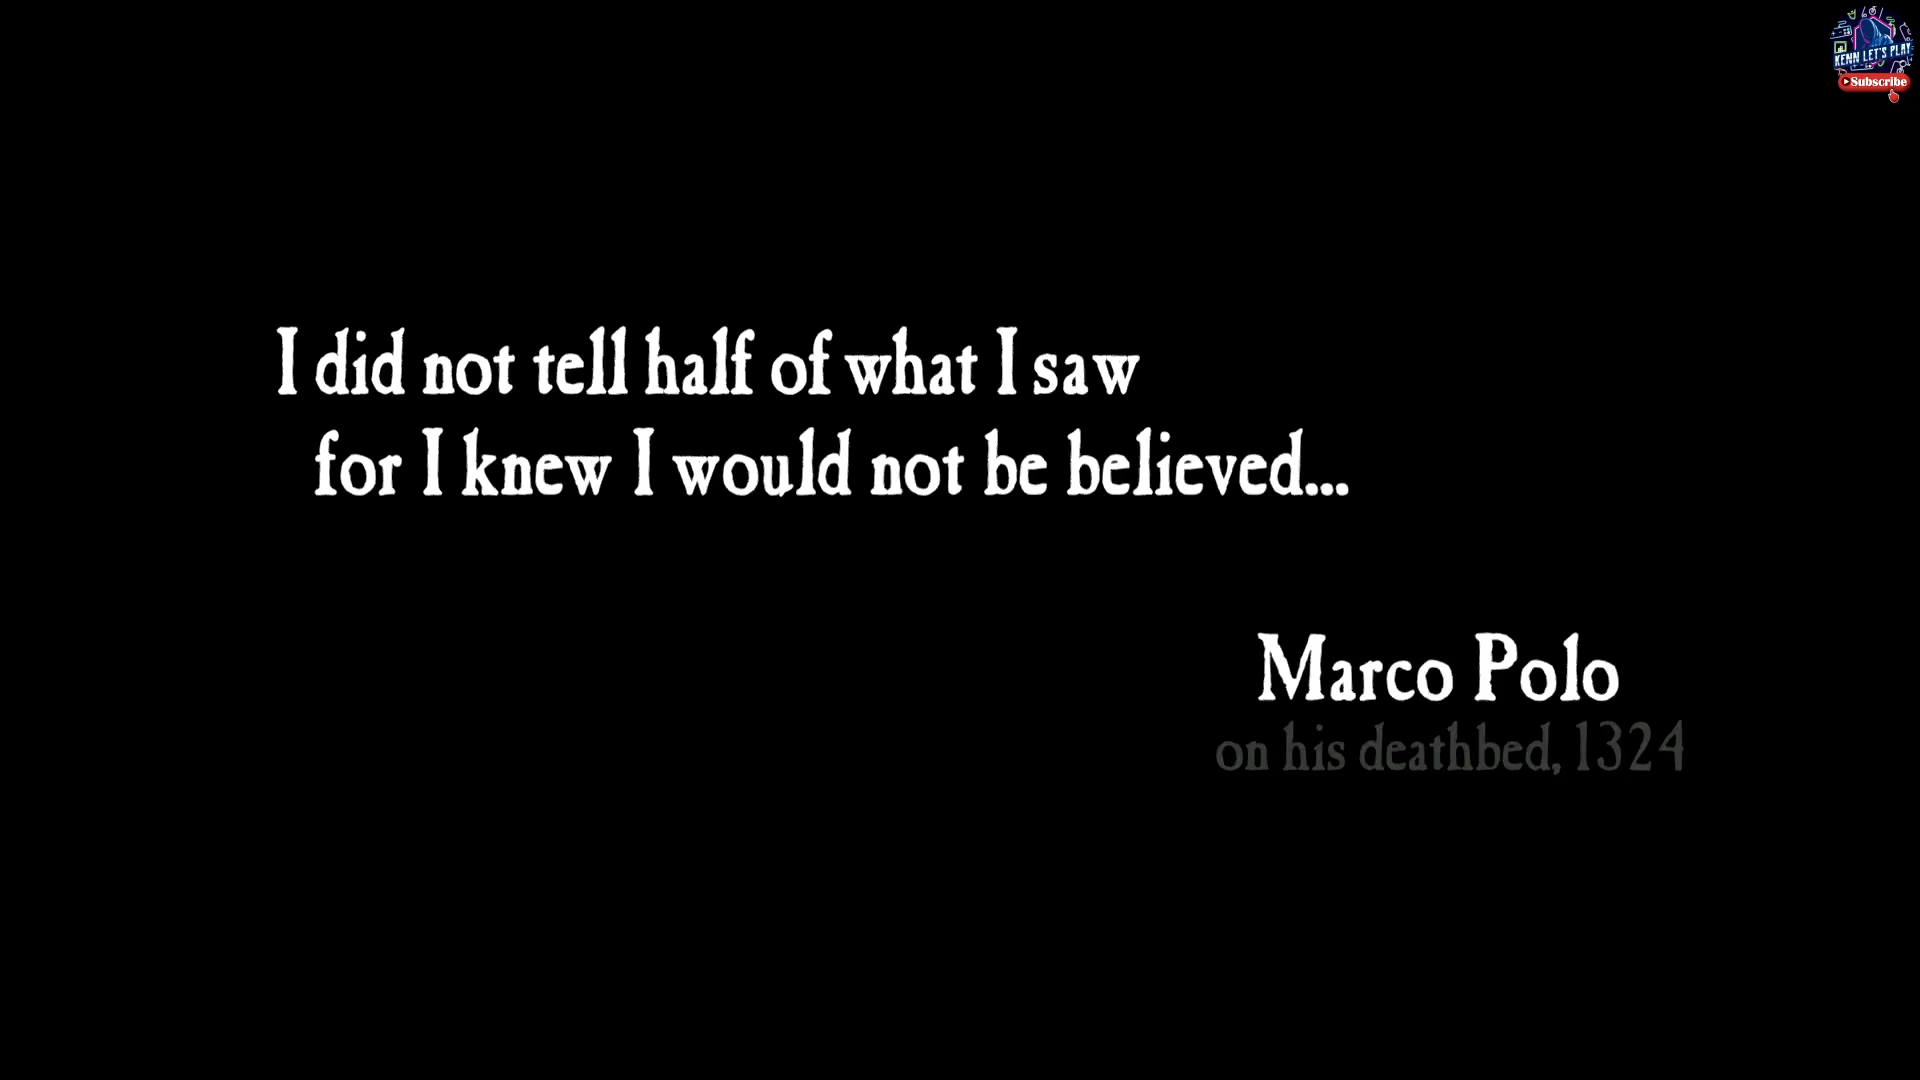 KENN LET'S PLAY
Subscribe
I did not tell half of what I saw
for I knew I would not be believed...
Marco Polo
on his deathbed, 1324